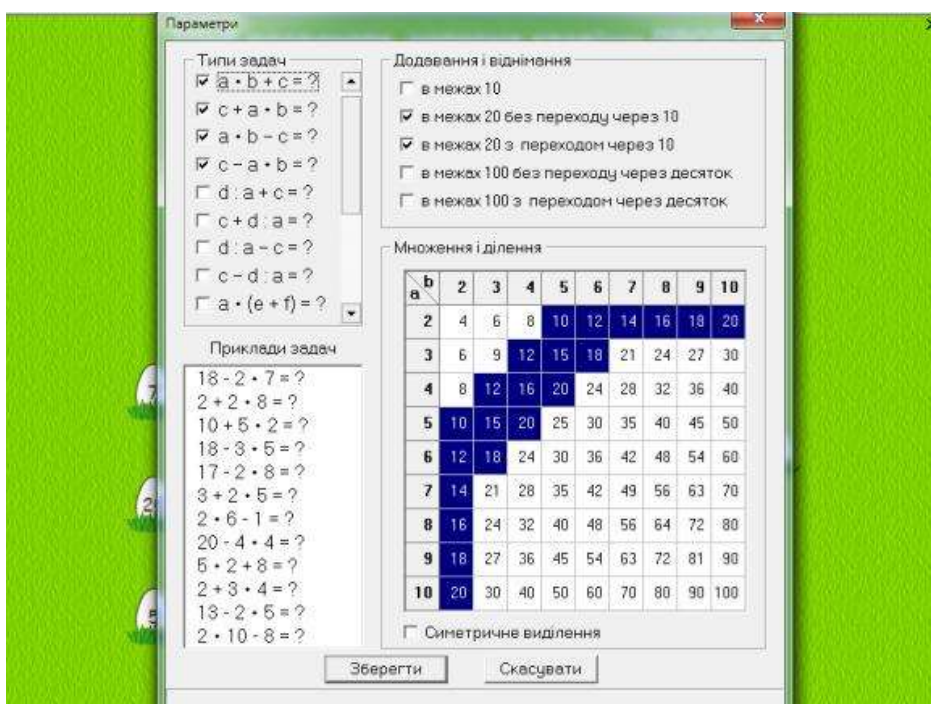 Параметри
Типи задач
a • b + c = ?
c + a • b = ?
a • b - c = ?
c - a • b = ?
d : a + c = ?
c + d : a = ?
d : a - c = ?
c - d : a = ?
a • (e + f) = ?
Приклади задач
18 - 2 • 7 = ?
2 + 2 • 8 = ?
10 + 5 • 2 = ?
18 - 3 • 5 = ?
17 - 2 • 8 = ?
3 + 2 • 5 = ?
2 • 6 - 1 = ?
20 - 4 • 4 = ?
5 • 2 + 8 = ?
2 + 3 • 4 = ?
13 - 2 • 5 = ?
2 • 10 - 8 = ?
Додавання і віднімання
в межах 10
в межах 20 без переходу через 10
в межах 20 з переходом через 10
в межах 100 без переходу через десяток
в межах 100 з переходом через десяток
Множення і ділення
a b 2 3 4 5 6 7 8 9 10
2 4 6 8 10 12 14 16 18 20
3 6 9 12 15 18 21 24 27 30
4 8 12 16 20 24 28 32 36 40
5 10 15 20 25 30 35 40 45 50
6 12 18 24 30 36 42 48 54 60
7 14 21 28 35 42 49 56 63 70
8 16 24 32 40 48 56 64 72 80
9 18 27 36 45 54 63 72 81 90
10 20 30 40 50 60 70 80 90 100
Симетричне виділення
Зберегти Скасувати